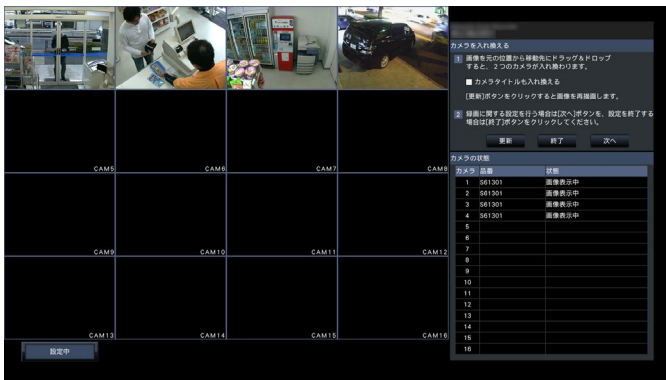 カメラを入れ換える
1 画像を元の位置から移動先にドラッグ&ドロップ
すると、2つのカメラが入れ換わります。
カメラタイトルも入れ換える
[更新]ボタンをクリックすると画像を再描画します。
2 録画に関する設定を行う場合は[次へ]ボタンを、設定を終了する
場合は[終了]ボタンをクリックしてください。
更新 終了 次へ
カメラの状態
カメラ 品番 状態
1 S61301 画像表示中
2 S61301 画像表示中
3 S61301 画像表示中
4 S61301 画像表示中
5
6
7
8
9
10
11
12
13
14
15
16
CAM5 CAM6 CAM7 CAM8
CAM9 CAM10 CAM11 CAM12
CAM13 CAM14 CAM15 CAM16
設定中